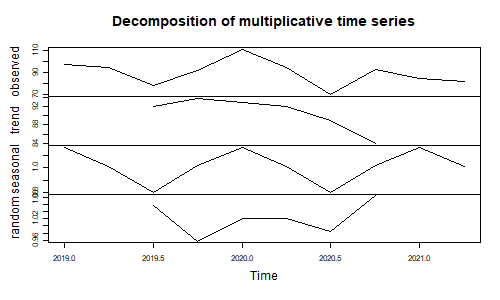 Decomposition of multiplicative time series
observed
70 90 110
trend
84 88 92
seasonal
1.0
random
0.96 1.02
2019.0 2019.5 2020.0 2020.5 2021.0
Time